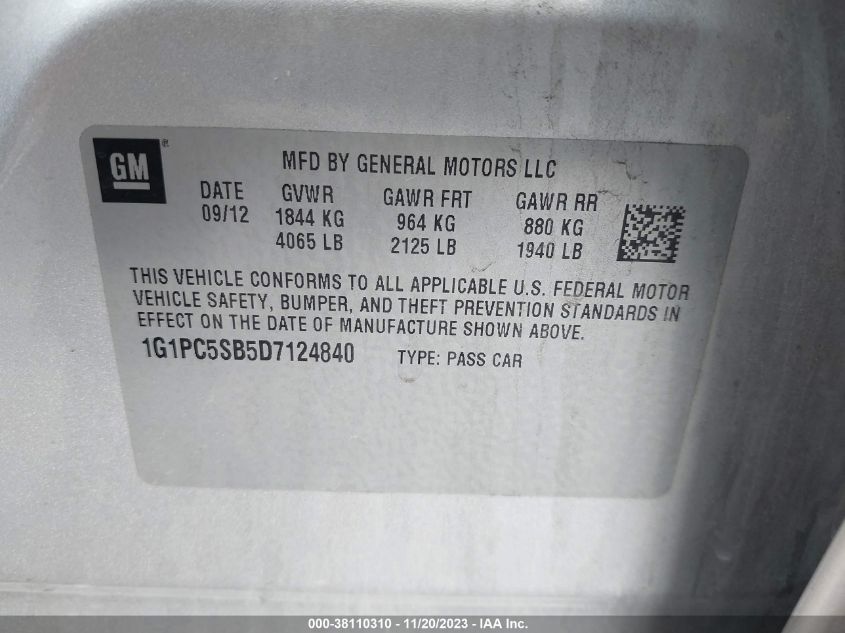 GM ®
MFD BY GENERAL MOTORS LLC
DATE GVWR GAWR FRT GAWR RR
09/12 1844 KG 964 KG 880 KG
4065 LB 2125 LB 1940 LB
THIS VEHICLE CONFORMS TO ALL APPLICABLE U.S. FEDERAL MOTOR
VEHICLE SAFETY, BUMPER, AND THEFT PREVENTION STANDARDS IN
EFFECT ON THE DATE OF MANUFACTURE SHOWN ABOVE.
1G1PC5SB5D7124840 TYPE: PASS CAR
000-38110310 - 11/20/2023 - IAA Inc.